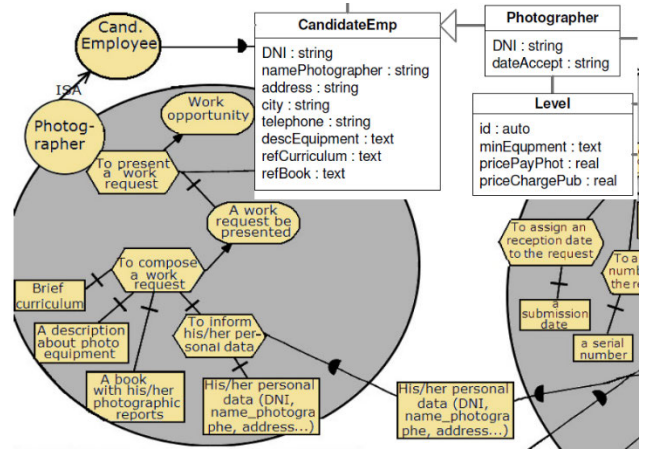 Cand.
Employee
ISA
Photog-
rapher
Work
opportunity
To present
a work
request
A work
request be
presented
To compose
a work
request
Brief
curriculum
A description
about photo
equipment
A book
with his/her
photographic
reports
To inform
his/her per-
sonal data
His/her personal
data (DNI,
name_photogra
phe, address...)
CandidateEmp
DNI : string
namePhotographer : string
address : string
city : string
telephone : string
descEquipment : text
refCurriculum : text
refBook : text
Photographer
DNI : string
dateAccept : string
Level
id : auto
minEqupment : text
pricePayPhot : real
priceChargePub : real
His/her personal
data (DNI,
name_photogra
phe, address...)
To assign an
reception date
to the request
a
submission
date
To a
numb
the re
a serial
number